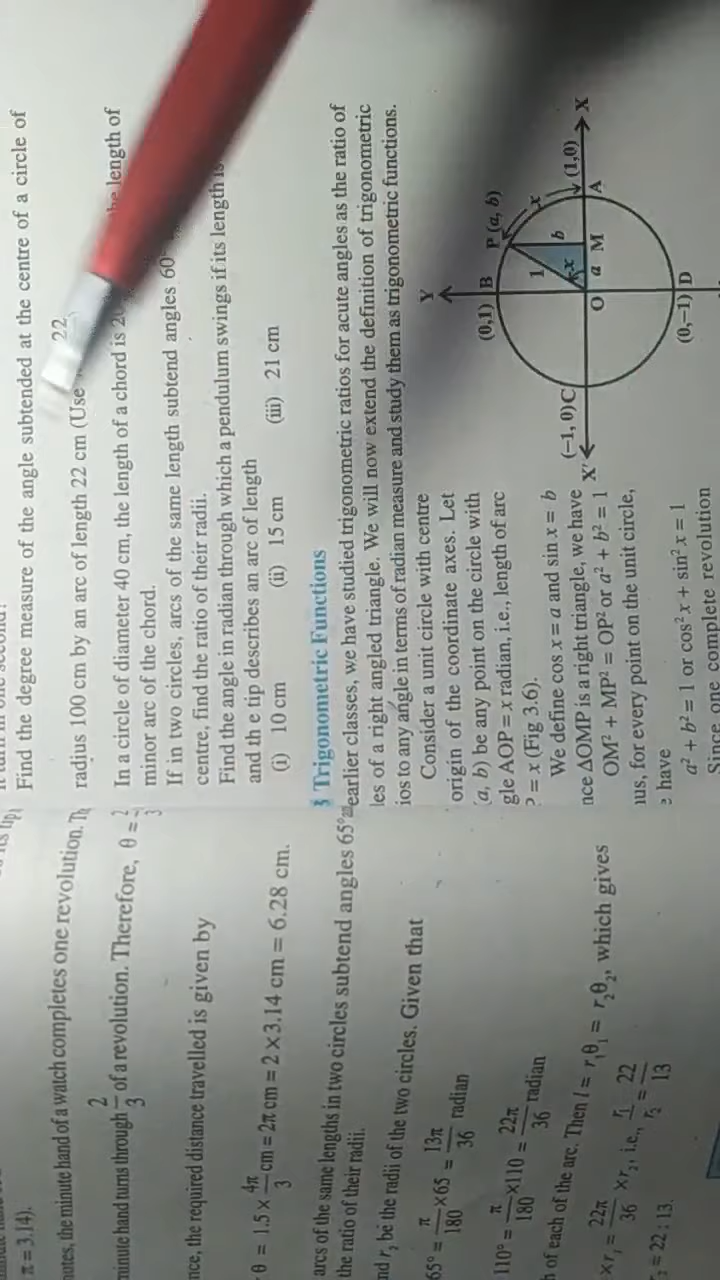 π = 3.14).
nutes, the minute hand of a watch completes one revolution.
minute hand turns through 2/3 of a revolution. Therefore, θ =
nce, the required distance travelled is given by
θ = 1.5 × 4π/3 cm = 2π cm = 2 × 3.14 cm = 6.28 cm.
arcs of the same lengths in two circles subtend angles 65°
the ratio of their radii.
nd r₂ be the radii of the two circles. Given that
65° = π/180 × 65 = 13π/36 radian
110° = π/180 × 110 = 22π/36 radian
h of each of the arc. Then l = r₁θ₁ = r₂θ₂, which gives
× r₁ = 22π/36 × r₂, i.e., r₁/r₂ = 22/13
= 22 : 13.
Find the degree measure of the angle subtended at the centre of a circle of
radius 100 cm by an arc of length 22 cm (Use 22
In a circle of diameter 40 cm, the length of a chord is the length of
minor arc of the chord.
If in two circles, arcs of the same length subtend angles 60°
centre, find the ratio of their radii.
Find the angle in radian through which a pendulum swings if its length is
and th e tip describes an arc of length
(i) 10 cm (ii) 15 cm (iii) 21 cm
3 Trigonometric Functions
earlier classes, we have studied trigonometric ratios for acute angles as the ratio of
les of a right angled triangle. We will now extend the definition of trigonometric
ios to any angle in terms of radian measure and study them as trigonometric functions.
Consider a unit circle with centre
origin of the coordinate axes. Let
(a, b) be any point on the circle with
gle AOP = x radian, i.e., length of arc
P = x (Fig 3.6).
We define cos x = a and sin x = b
nce ΔOMP is a right triangle, we have
OM² + MP² = OP² or a² + b² = 1
us, for every point on the unit circle,
have
a² + b² = 1 or cos² x + sin² x = 1
Since one complete revolution
Y
(0,1) B P (a, b)
1 b x
(−1, 0) C x (1,0)
X' O a M A X
(0,−1) D